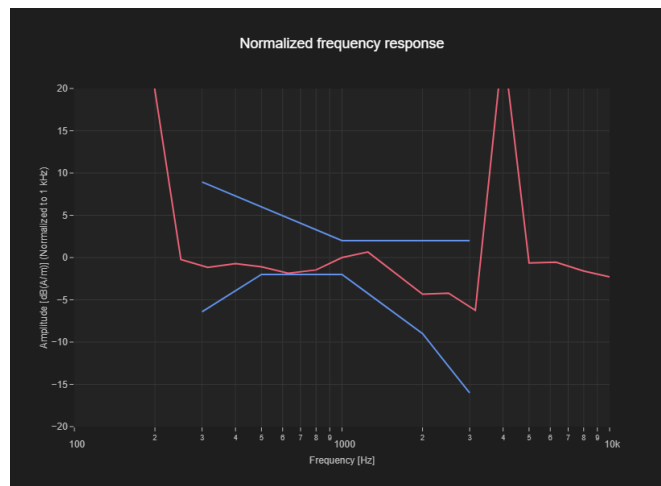 Normalized frequency response
Amplitude [dB(A/m)] (Normalized to 1 kHz)
20
15
10
5
0
−5
−10
−15
−20
100 2 3 4 5 6 7 8 9 1000 2 3 4 5 6 7 8 9 10k
Frequency [Hz]